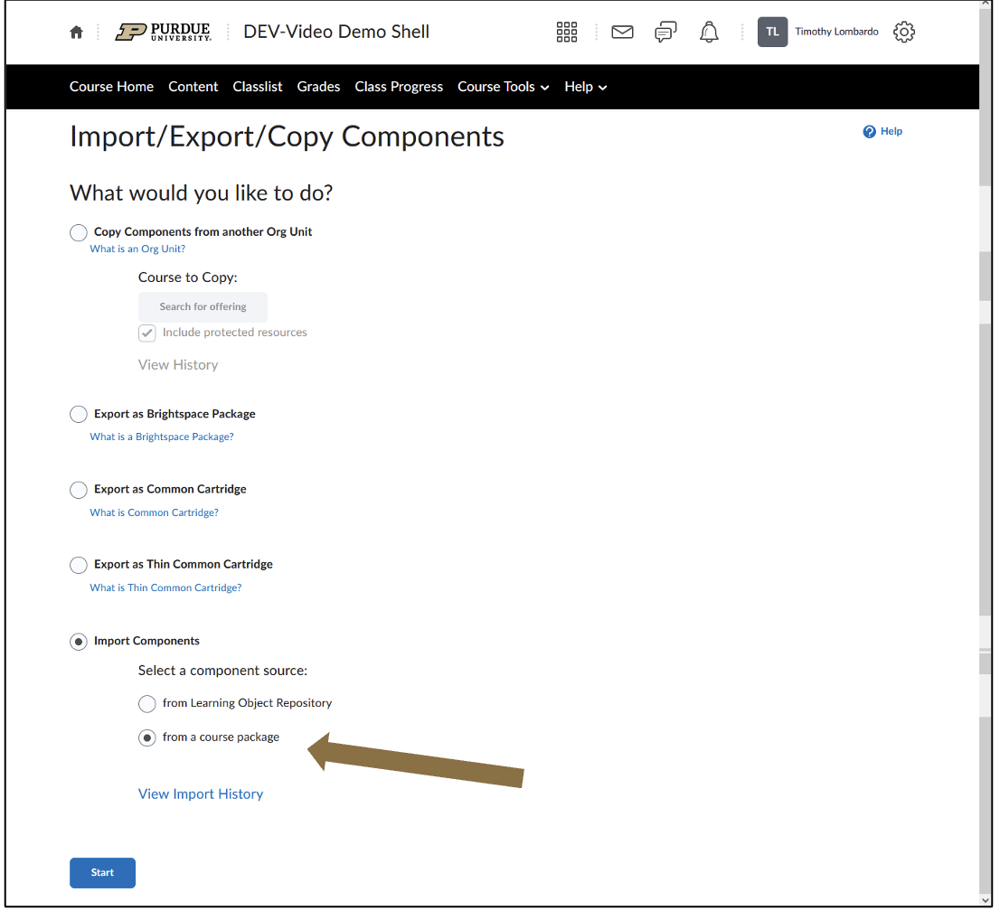 PURDUE
UNIVERSITY.
DEV-Video Demo Shell
TL
Timothy Lombardo
Course Home Content Classlist Grades Class Progress Course Tools Help
Import/Export/Copy Components
Help
What would you like to do?
Copy Components from another Org Unit
What is an Org Unit?
Course to Copy:
Search for offering
Include protected resources
View History
Export as Brightspace Package
What is a Brightspace Package?
Export as Common Cartridge
What is Common Cartridge?
Export as Thin Common Cartridge
What is Thin Common Cartridge?
Import Components
Select a component source:
from Learning Object Repository
from a course package
View Import History
Start